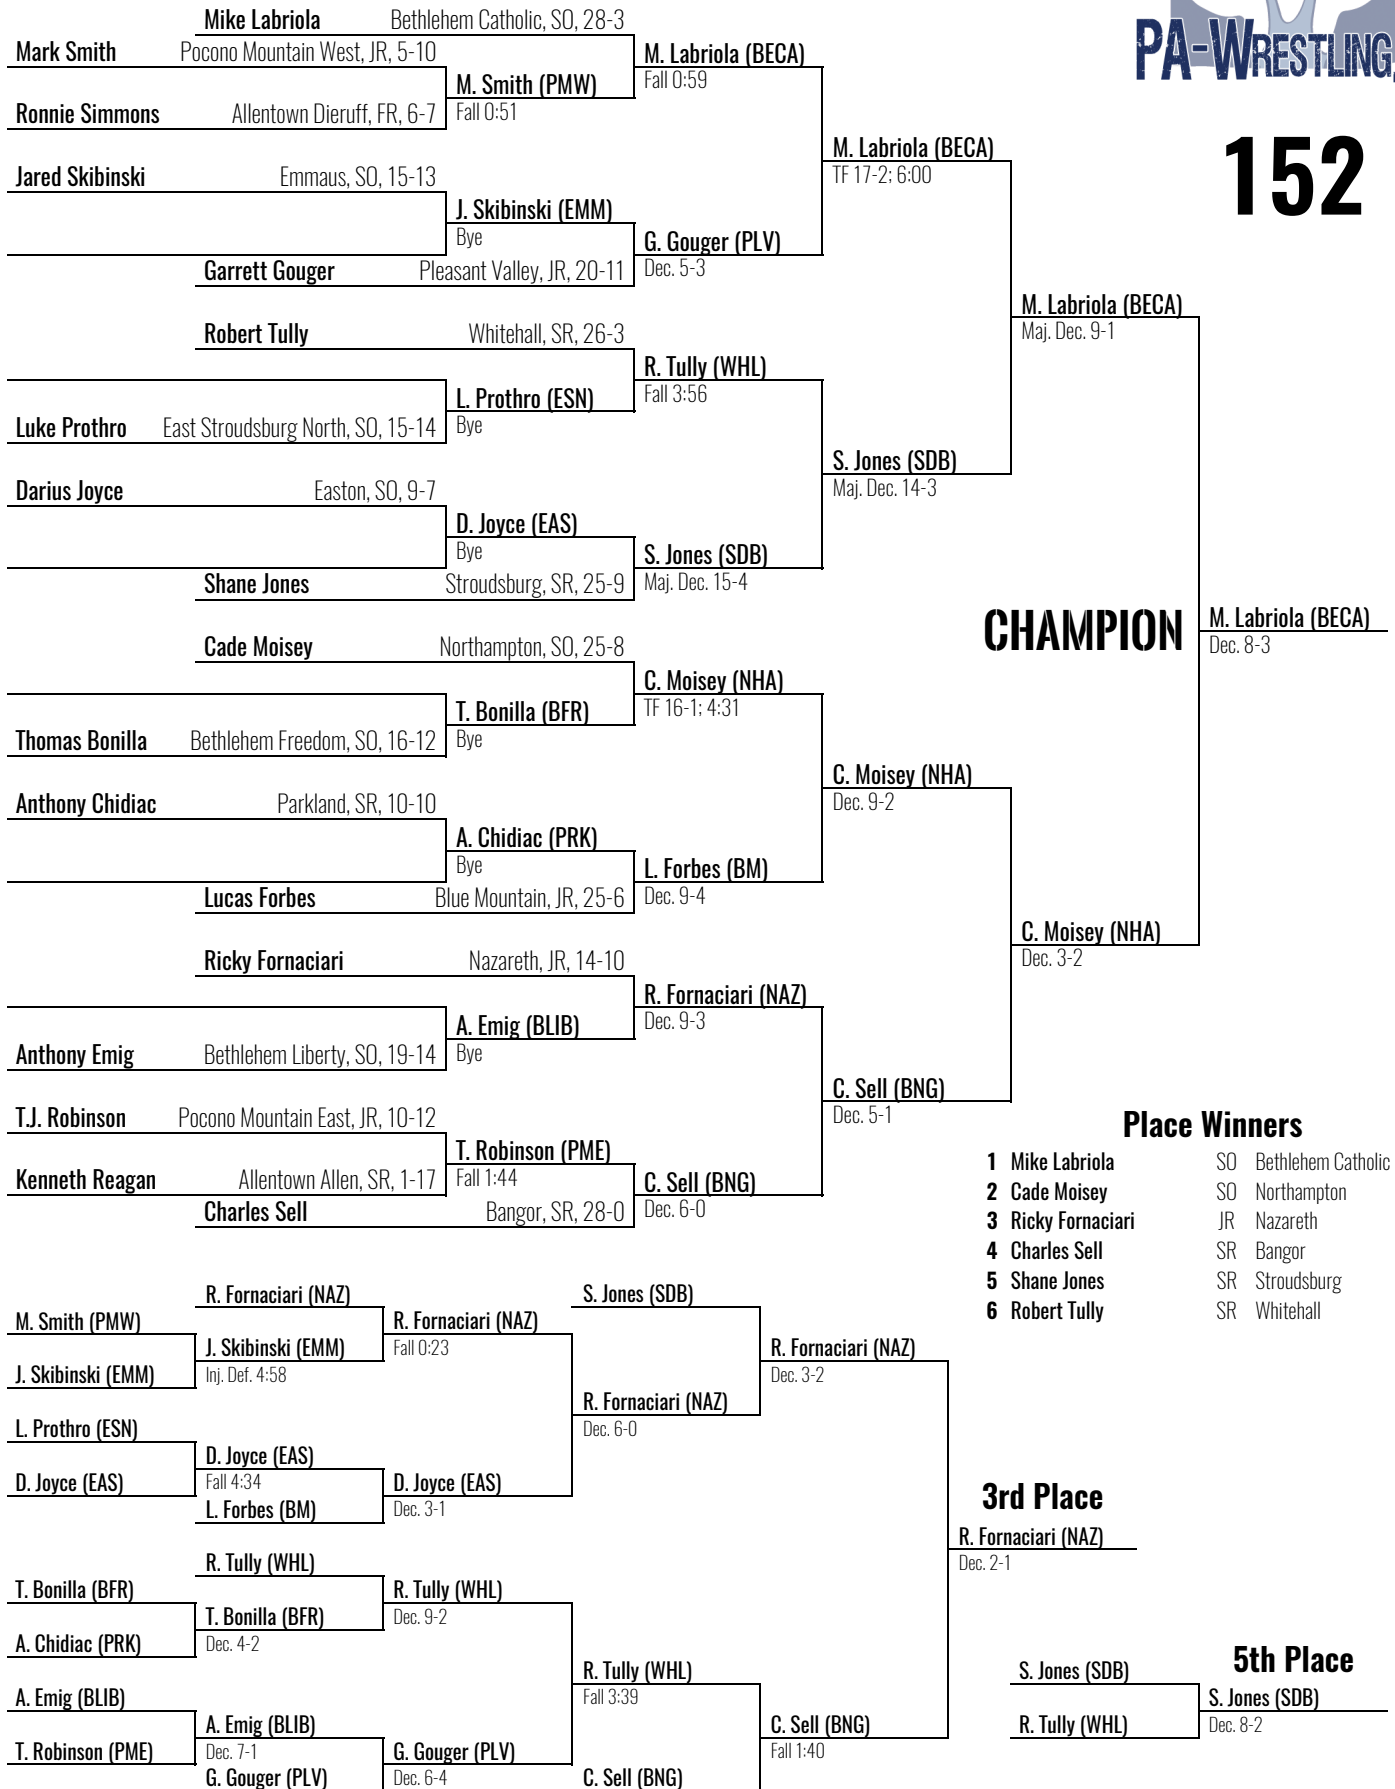 PA-WRESTLING
152
Mike Labriola Bethlehem Catholic, SO, 28-3
Mark Smith Pocono Mountain West, JR, 5-10
M. Labriola (BECA)
Fall 0:59
M. Smith (PMW)
Fall 0:51
Ronnie Simmons Allentown Dieruff, FR, 6-7
M. Labriola (BECA)
TF 17-2; 6:00
Jared Skibinski Emmaus, SO, 15-13
J. Skibinski (EMM)
Bye
G. Gouger (PLV)
Dec. 5-3
Garrett Gouger Pleasant Valley, JR, 20-11
M. Labriola (BECA)
Maj. Dec. 9-1
Robert Tully Whitehall, SR, 26-3
R. Tully (WHL)
Fall 3:56
L. Prothro (ESN)
Bye
Luke Prothro East Stroudsburg North, SO, 15-14
S. Jones (SDB)
Maj. Dec. 14-3
Darius Joyce Easton, SO, 9-7
D. Joyce (EAS)
Bye
S. Jones (SDB)
Maj. Dec. 15-4
Shane Jones Stroudsburg, SR, 25-9
CHAMPION
M. Labriola (BECA)
Dec. 8-3
Cade Moisey Northampton, SO, 25-8
C. Moisey (NHA)
TF 16-1; 4:31
T. Bonilla (BFR)
Bye
Thomas Bonilla Bethlehem Freedom, SO, 16-12
C. Moisey (NHA)
Dec. 9-2
Anthony Chidiac Parkland, SR, 10-10
A. Chidiac (PRK)
Bye
L. Forbes (BM)
Dec. 9-4
Lucas Forbes Blue Mountain, JR, 25-6
C. Moisey (NHA)
Dec. 3-2
Ricky Fornaciari Nazareth, JR, 14-10
R. Fornaciari (NAZ)
Dec. 9-3
A. Emig (BLIB)
Bye
Anthony Emig Bethlehem Liberty, SO, 19-14
C. Sell (BNG)
Dec. 5-1
T.J. Robinson Pocono Mountain East, JR, 10-12
T. Robinson (PME)
Fall 1:44
Kenneth Reagan Allentown Allen, SR, 1-17
C. Sell (BNG)
Dec. 6-0
Charles Sell Bangor, SR, 28-0
Place Winners
1 Mike Labriola SO Bethlehem Catholic
2 Cade Moisey SO Northampton
3 Ricky Fornaciari JR Nazareth
4 Charles Sell SR Bangor
5 Shane Jones SR Stroudsburg
6 Robert Tully SR Whitehall
R. Fornaciari (NAZ)
M. Smith (PMW)
R. Fornaciari (NAZ)
Fall 0:23
J. Skibinski (EMM)
Inj. Def. 4:58
J. Skibinski (EMM)
S. Jones (SDB)
R. Fornaciari (NAZ)
Dec. 3-2
R. Fornaciari (NAZ)
Dec. 6-0
L. Prothro (ESN)
D. Joyce (EAS)
Fall 4:34
D. Joyce (EAS)
D. Joyce (EAS)
Dec. 3-1
L. Forbes (BM)
3rd Place
R. Fornaciari (NAZ)
Dec. 2-1
R. Tully (WHL)
T. Bonilla (BFR)
R. Tully (WHL)
Dec. 9-2
T. Bonilla (BFR)
Dec. 4-2
A. Chidiac (PRK)
R. Tully (WHL)
Fall 3:39
A. Emig (BLIB)
A. Emig (BLIB)
Dec. 7-1
T. Robinson (PME)
G. Gouger (PLV)
Dec. 6-4
G. Gouger (PLV)
C. Sell (BNG)
Fall 1:40
C. Sell (BNG)
5th Place
S. Jones (SDB)
S. Jones (SDB)
Dec. 8-2
R. Tully (WHL)